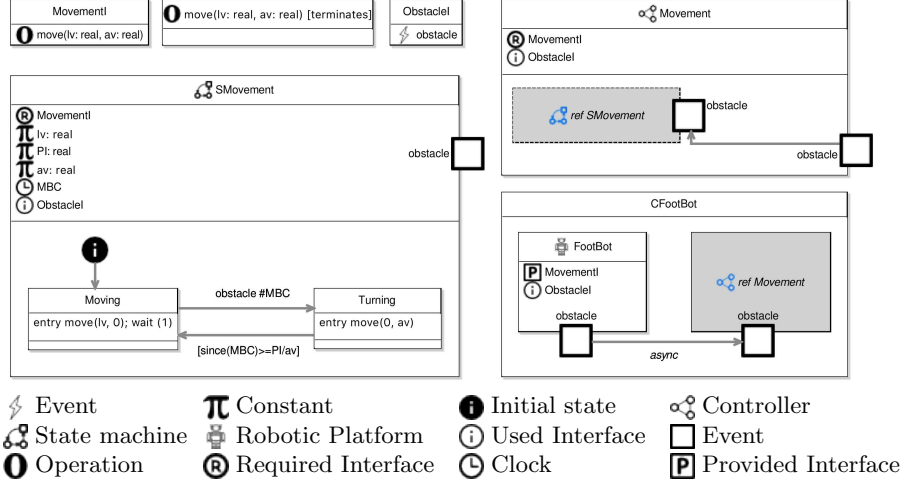 MovementI
move(lv: real, av: real)
move(lv: real, av: real) [terminates]
ObstacleI
obstacle
SMovement
MovementI
lv: real
PI: real
av: real
MBC
ObstacleI
obstacle
i
Moving
entry move(lv, 0); wait (1)
obstacle #MBC
[since(MBC)>=PI/av]
Turning
entry move(0, av)
Movement
MovementI
ObstacleI
ref SMovement
obstacle
obstacle
CFootBot
FootBot
MovementI
ObstacleI
obstacle
async
ref Movement
obstacle
Event
Constant
Initial state
Controller
State machine
Robotic Platform
Used Interface
Event
Operation
Required Interface
Clock
Provided Interface